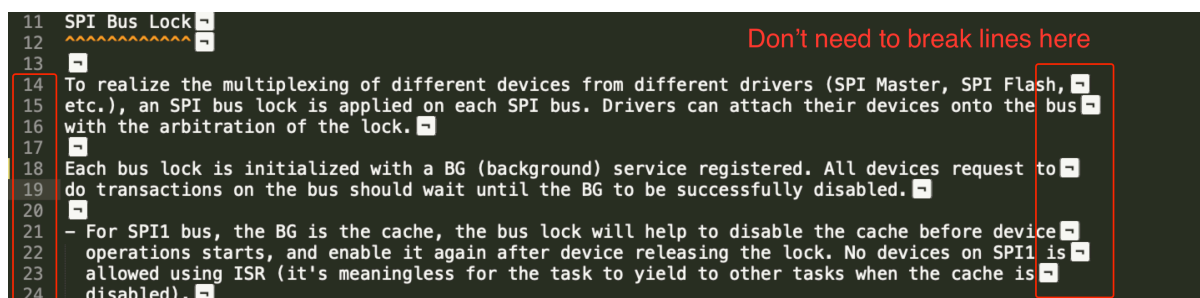 11 SPI Bus Lock¬
12 ^^^^^^^^^^^^¬
Don't need to break lines here
13 ¬
14 To realize the multiplexing of different devices from different drivers (SPI Master, SPI Flash,¬
15 etc.), an SPI bus lock is applied on each SPI bus. Drivers can attach their devices onto the bus¬
16 with the arbitration of the lock.¬
17 ¬
18 Each bus lock is initialized with a BG (background) service registered. All devices request to¬
19 do transactions on the bus should wait until the BG to be successfully disabled.¬
20 ¬
21 – For SPI1 bus, the BG is the cache, the bus lock will help to disable the cache before device¬
22 operations starts, and enable it again after device releasing the lock. No devices on SPI1 is¬
23 allowed using ISR (it's meaningless for the task to yield to other tasks when the cache is¬
24 disabled).¬